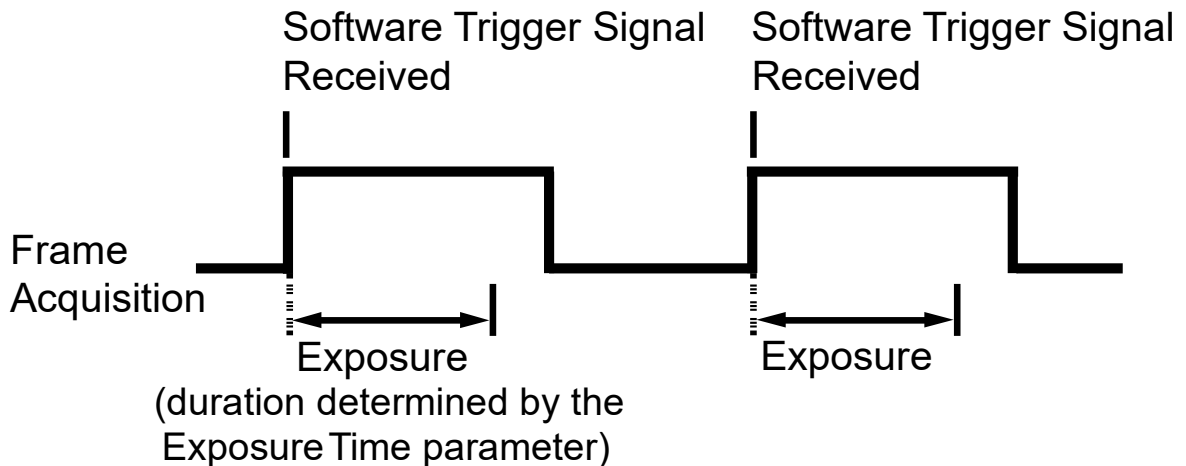 Software Trigger Signal
Received
Software Trigger Signal
Received
Frame
Acquisition
Exposure
(duration determined by the
Exposure Time parameter)
Exposure